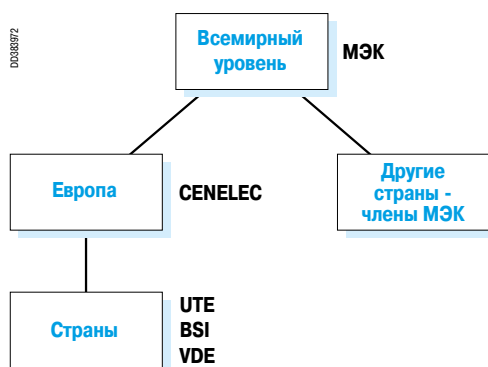 DD383972
Всемирный
уровень
МЭК
Европа
CENELEC
Другие
страны -
члены МЭК
Страны
UTE
BSI
VDE